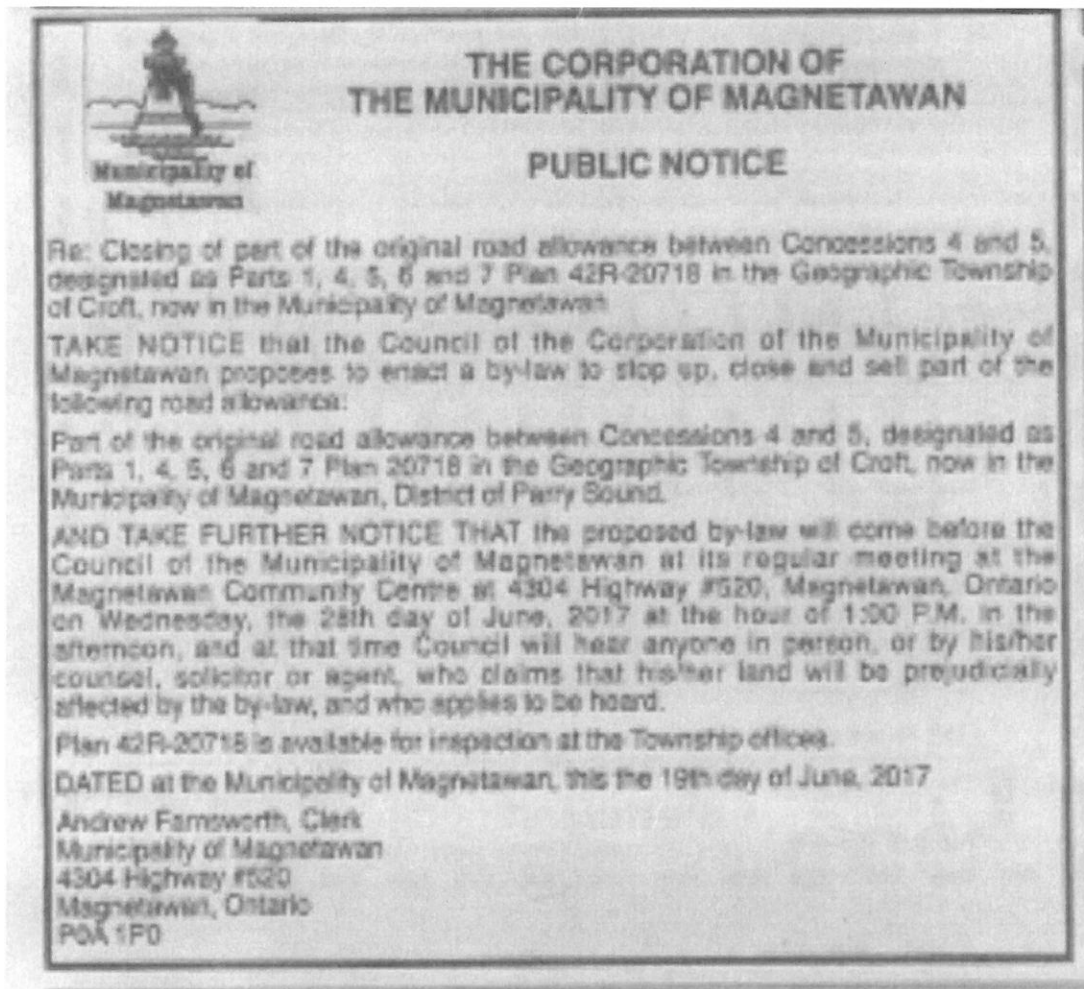 THE CORPORATION OF
THE MUNICIPALITY OF MAGNETAWAN
PUBLIC NOTICE
Municipality of
Magnetawan
Re: Closing of part of the original road allowance between Concessions 4 and 5,
designated as Parts 1, 4, 5, 6 and 7 Plan 42R-20718 in the Geographic Township
of Croft, now in the Municipality of Magnetawan
TAKE NOTICE that the Council of the Corporation of the Municipality of
Magnetawan proposes to enact a by-law to stop up, close and sell part of the
following road allowance:
Part of the original road allowance between Concessions 4 and 5, designated as
Parts 1, 4, 5, 6 and 7 Plan 20718 in the Geographic Township of Croft, now in the
Municipality of Magnetawan, District of Parry Sound.
AND TAKE FURTHER NOTICE THAT the proposed by-law will come before the
Council of the Municipality of Magnetawan at its regular meeting at the
Magnetawan Community Centre at 4304 Highway #520, Magnetawan, Ontario
on Wednesday, the 28th day of June, 2017 at the hour of 1:00 P.M. in the
afternoon, and at that time Council will hear anyone in person, or by his/her
counsel, solicitor or agent, who claims that his/her land will be prejudicially
affected by the by-law, and who applies to be heard.
Plan 42R-20718 is available for inspection at the Township offices.
DATED at the Municipality of Magnetawan, this the 19th day of June, 2017
Andrew Farnsworth, Clerk
Municipality of Magnetawan
4304 Highway #520
Magnetawan, Ontario
P0A 1P0